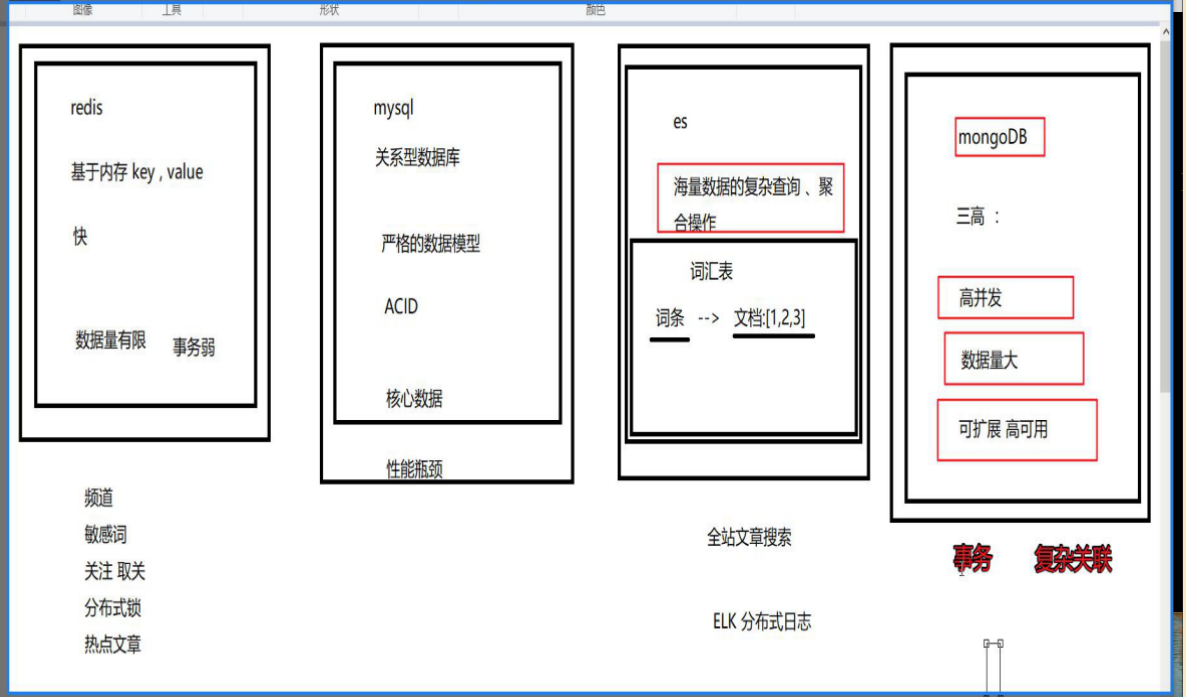 图像
工具
形状
颜色
redis
基于内存 key , value
快
数据量有限
事务弱
频道
敏感词
关注 取关
分布式锁
热点文章
mysql
关系型数据库
严格的数据模型
ACID
核心数据
性能瓶颈
es
海量数据的复杂查询 、聚
合操作
词汇表
词条 --> 文档:[1,2,3]
全站文章搜索
ELK 分布式日志
mongoDB
三高 ：
高并发
数据量大
可扩展 高可用
事务 复杂关联